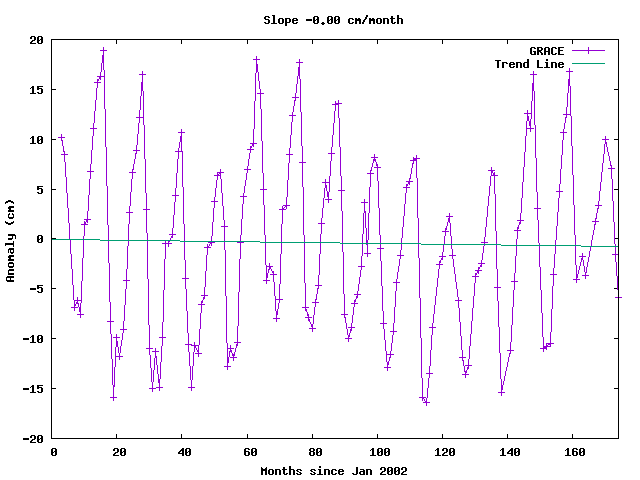 Slope -0.00 cm/month
GRACE
Trend Line
20
15
10
5
0
-5
-10
-15
-20
Anomaly (cm)
0 20 40 60 80 100 120 140 160
Months since Jan 2002